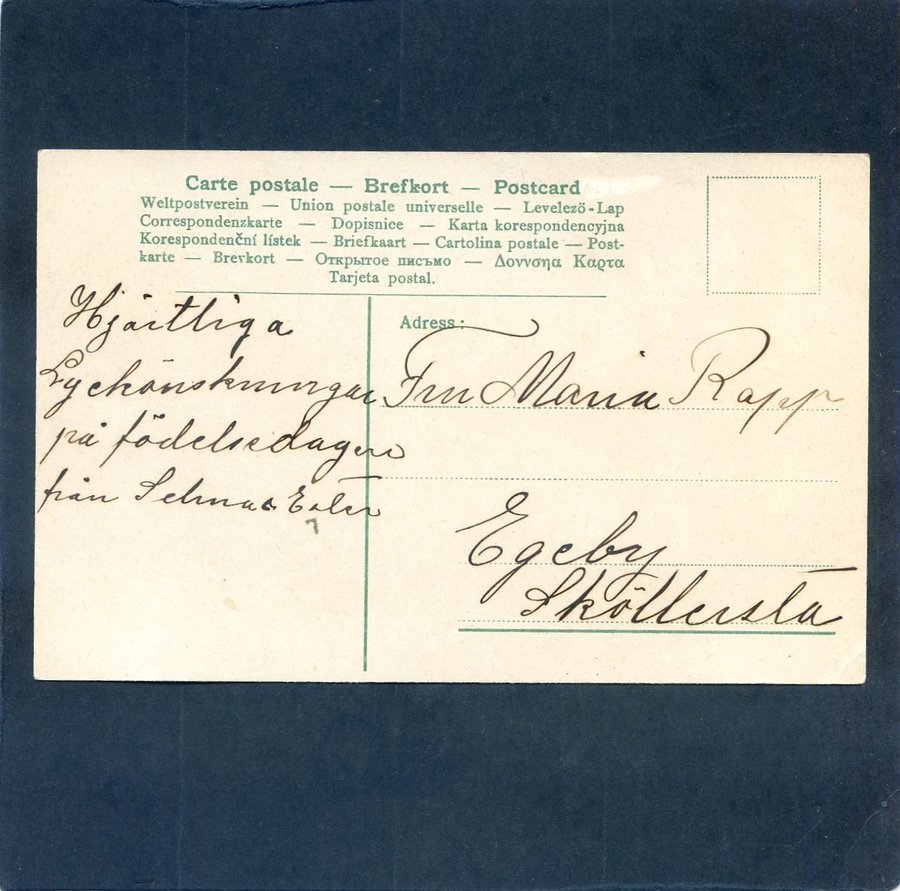 Carte postale — Brefkort — Postcard
Weltpostverein — Union postale universelle — Levelező-Lap
Correspondenzkarte — Dopisnice — Karta korespondencyjna
Korespondenční lístek — Briefkaart — Cartolina postale — Post-
karte — Brevkort — Открытое письмо — Δοννσηα Καρτα
Tarjeta postal.
Hjärtliga
Lyckönskningar
på födelsedagen
från Selma & Ester
Adress:
Fru Maria Rapp
Egeby
Sköllersta